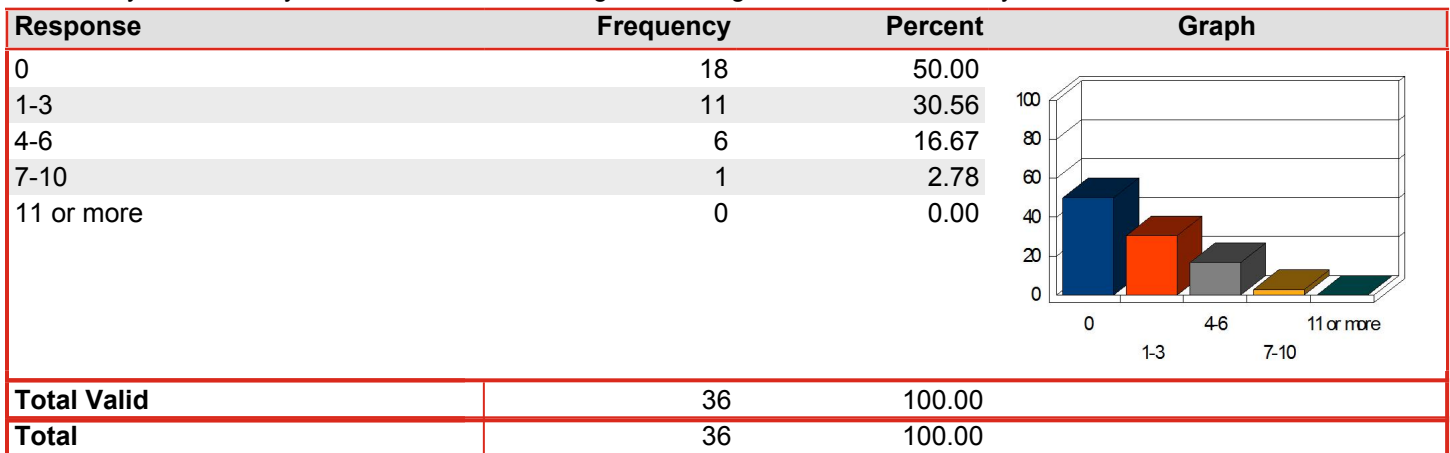 Response Frequency Percent Graph
0 18 50.00
1-3 11 30.56
4-6 6 16.67
7-10 1 2.78
11 or more 0 0.00
100
80
60
40
20
0
0 4-6 11 or more
1-3 7-10
Total Valid 36 100.00
Total 36 100.00